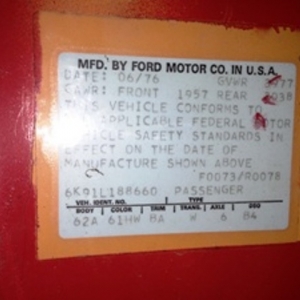 MFD. BY FORD MOTOR CO. IN U.S.A.
DATE: 06/76 GVWR
GAWR: FRONT 1957 REAR 2038
THIS VEHICLE CONFORMS TO
APPLICABLE FEDERAL MOTOR
VEHICLE SAFETY STANDARDS IN
EFFECT ON THE DATE OF
MANUFACTURE SHOWN ABOVE
F0073/R0078
6K91L188660 PASSENGER
VEH. IDENT. NO. TYPE
BODY COLOR TRIM TRANS. AXLE DSO
62A 61HW BA W 6 84